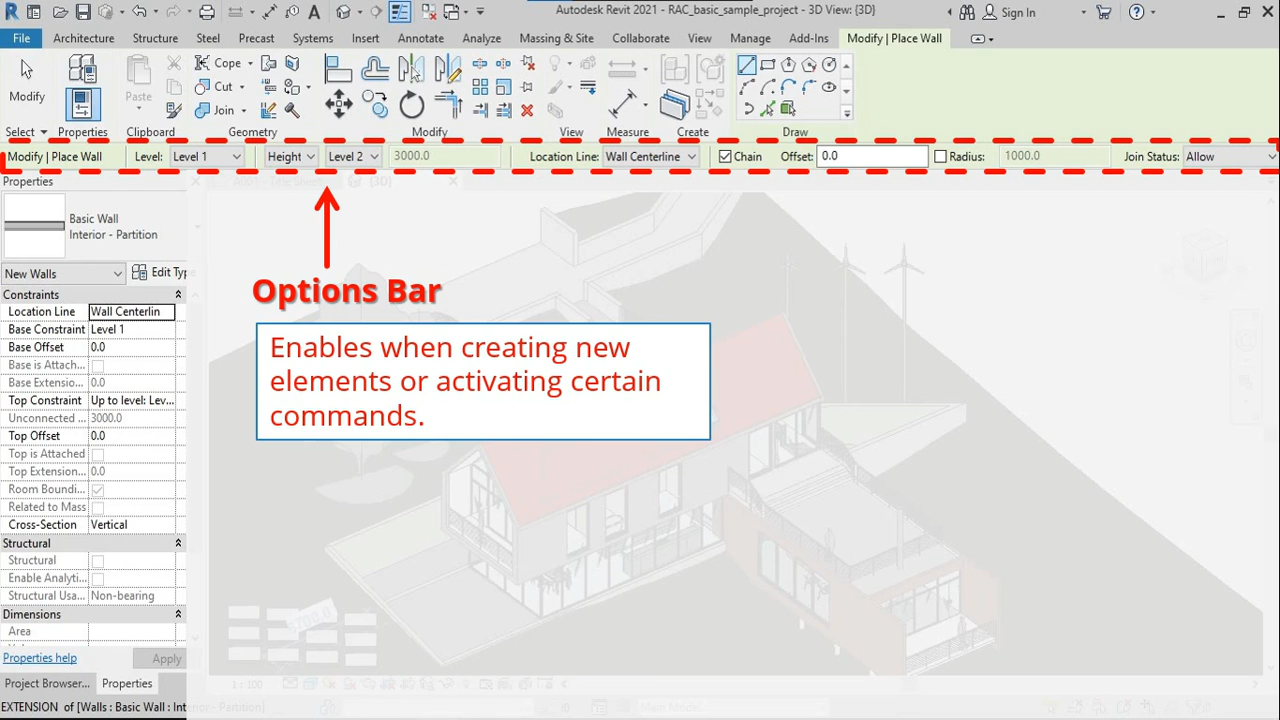 Autodesk Revit 2021 - RAC_basic_sample_project - 3D View: {3D}
Sign In
File Architecture Structure Steel Precast Systems Insert Annotate Analyze Massing & Site Collaborate View Manage Add-Ins Modify | Place Wall
Modify
Paste
Cope
Cut
Join
Select Properties Clipboard Geometry Modify View Measure Create Draw
Modify | Place Wall Level: Level 1 Height Level 2 3000.0 Location Line: Wall Centerline Chain Offset: 0.0 Radius: 1000.0 Join Status: Allow
Properties
{3D}
Basic Wall
Interior - Partition
New Walls Edit Typ
Constraints
Location Line Wall Centerlin
Base Constraint Level 1
Base Offset 0.0
Base is Attach...
Base Extensio... 0.0
Top Constraint Up to level: Lev...
Unconnected ... 3000.0
Top Offset 0.0
Top is Attached
Top Extension... 0.0
Room Boundi...
Related to Mass
Cross-Section Vertical
Structural
Structural
Enable Analyti...
Structural Usa... Non-bearing
Dimensions
Area
Properties help Apply
Project Browser... Properties
EXTENSION of [Walls : Basic Wall : Interior - Partition)
Options Bar
Enables when creating new
elements or activating certain
commands.
1 : 100
:0
Main Model